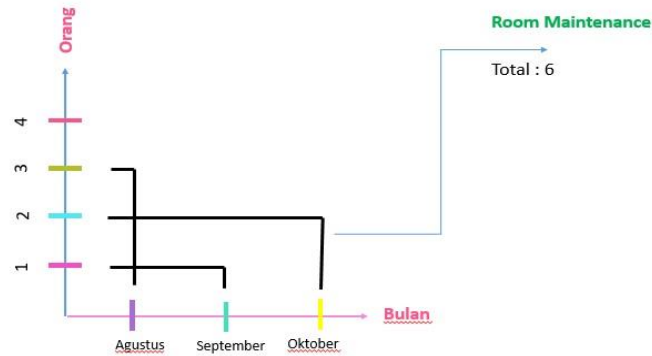 Orang
Room Maintenance
Total : 6
4
3
2
1
Bulan
Agustus
September
Oktober